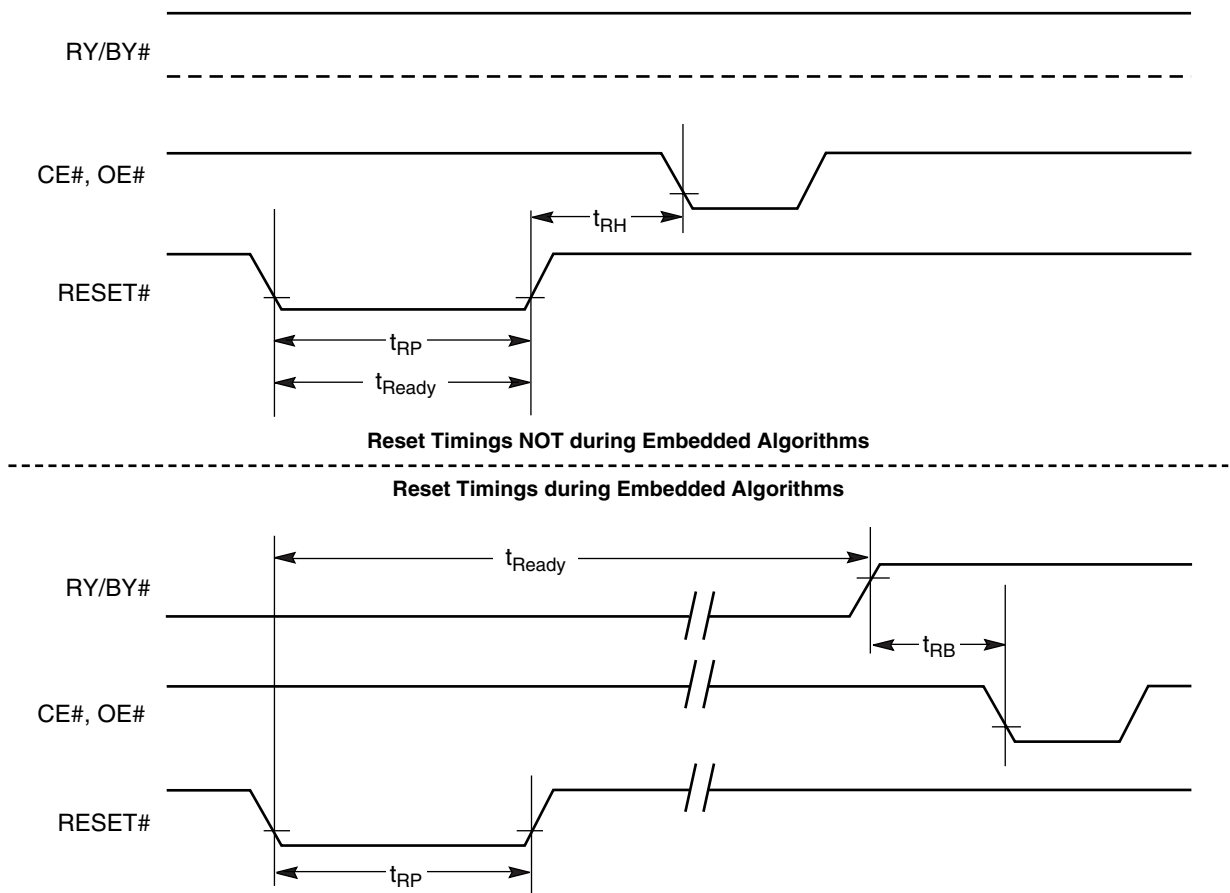 RY/BY#
CE#, OE#
tRH
RESET#
tRP
tReady
Reset Timings NOT during Embedded Algorithms
Reset Timings during Embedded Algorithms
tReady
RY/BY#
tRB
CE#, OE#
RESET#
tRP